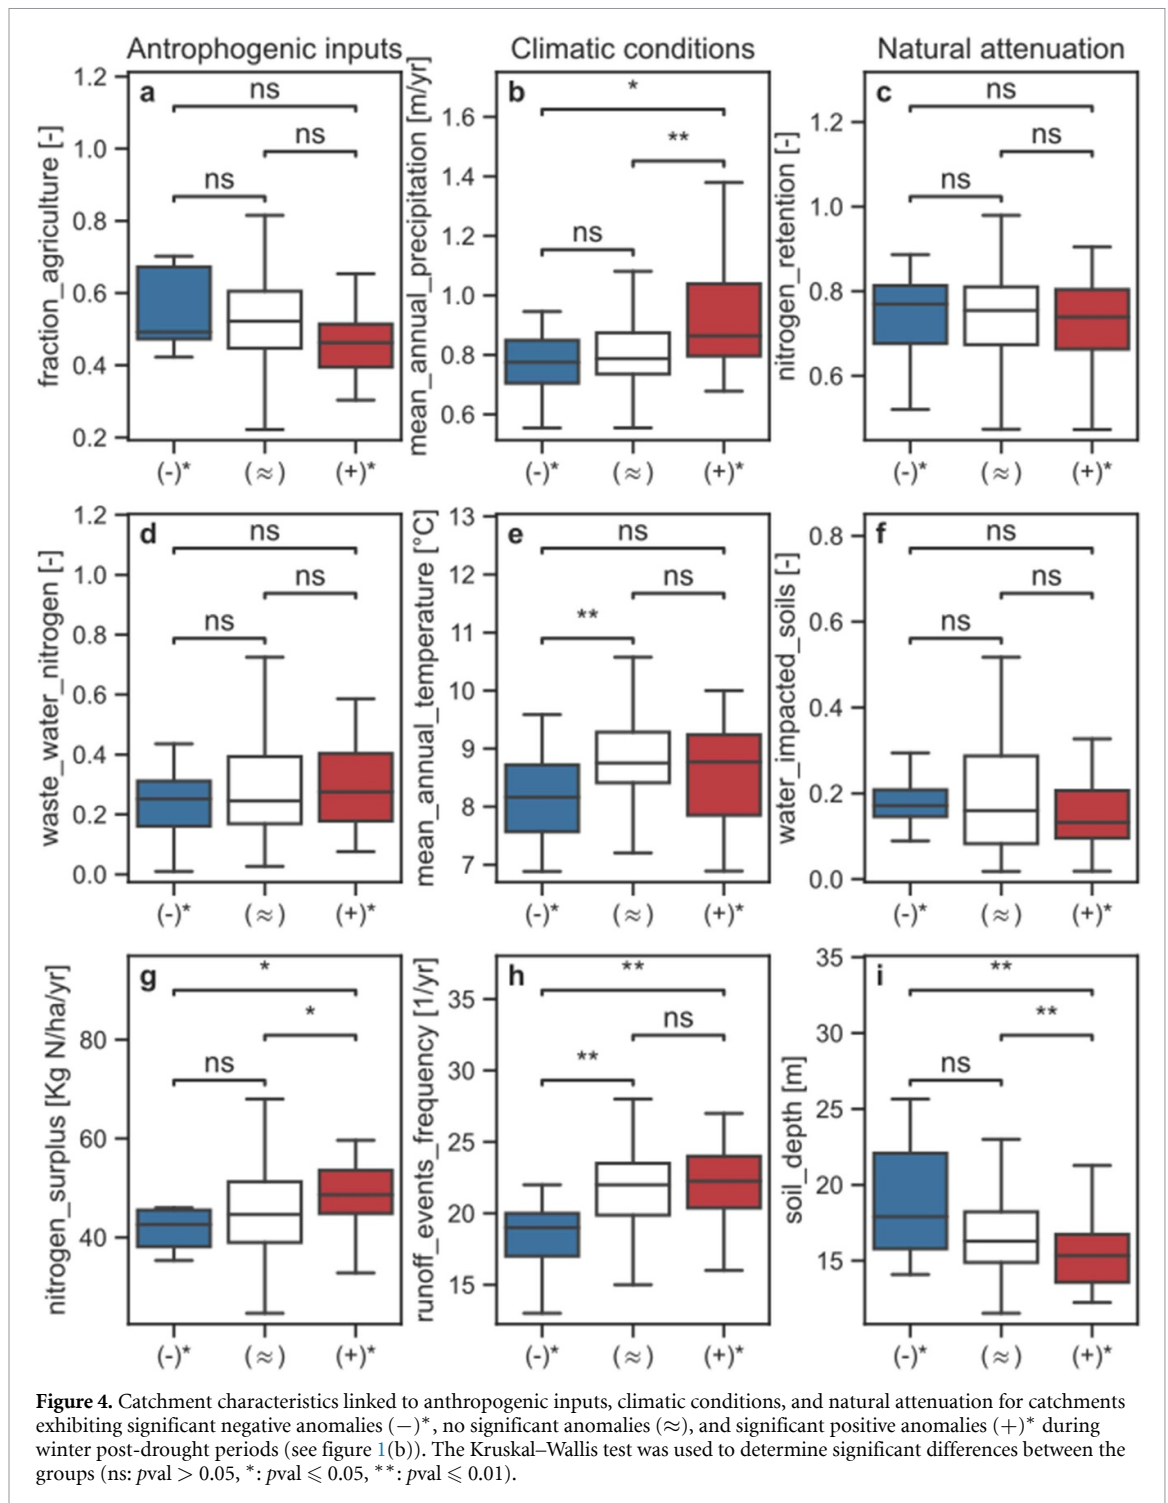 Antrophogenic inputs
Climatic conditions
Natural attenuation
a
ns
ns
ns
fraction_agriculture [-]
1.2
1.0
0.8
0.6
0.4
0.2
(-)*
(≈)
(+)*
b
*
**
ns
mean_annual_precipitation [m/yr]
1.6
1.4
1.2
1.0
0.8
0.6
(-)*
(≈)
(+)*
c
ns
ns
ns
nitrogen_retention [-]
1.2
1.0
0.8
0.6
(-)*
(≈)
(+)*
d
ns
ns
ns
waste_water_nitrogen [-]
1.2
1.0
0.8
0.6
0.4
0.2
0.0
(-)*
(≈)
(+)*
e
ns
ns
**
mean_annual_temperature [°C]
13
12
11
10
9
8
7
(-)*
(≈)
(+)*
f
ns
ns
ns
water_impacted_soils [-]
0.8
0.6
0.4
0.2
0.0
(-)*
(≈)
(+)*
g
*
*
ns
nitrogen_surplus [Kg N/ha/yr]
80
60
40
(-)*
(≈)
(+)*
h
**
ns
**
runoff_events_frequency [1/yr]
35
30
25
20
15
(-)*
(≈)
(+)*
i
**
**
ns
soil_depth [m]
35
30
25
20
15
(-)*
(≈)
(+)*
Figure 4. Catchment characteristics linked to anthropogenic inputs, climatic conditions, and natural attenuation for catchments
exhibiting significant negative anomalies (−)*, no significant anomalies (≈), and significant positive anomalies (+)* during
winter post-drought periods (see figure 1(b)). The Kruskal–Wallis test was used to determine significant differences between the
groups (ns: pval > 0.05, *: pval ⩽ 0.05, **: pval ⩽ 0.01).